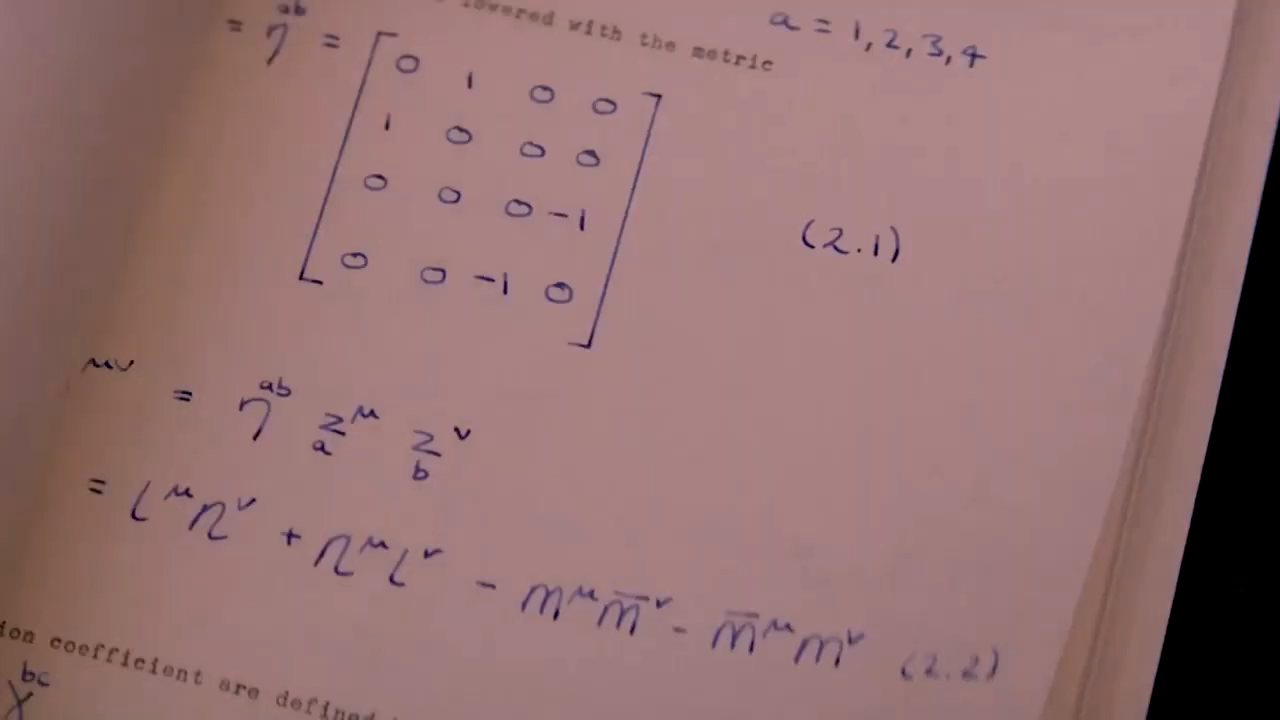 lowered with the metric
a = 1, 2, 3, 4
= η^{ab} =
0 1 0 0
1 0 0 0
0 0 0 -1
0 0 -1 0
(2.1)
μν = η^{ab} z_a^μ z_b^ν
= l^μ n^ν + n^μ l^ν - m^μ m̄^ν - m̄^μ m^ν (2.2)
ion coefficient are defined
γ^{bc}